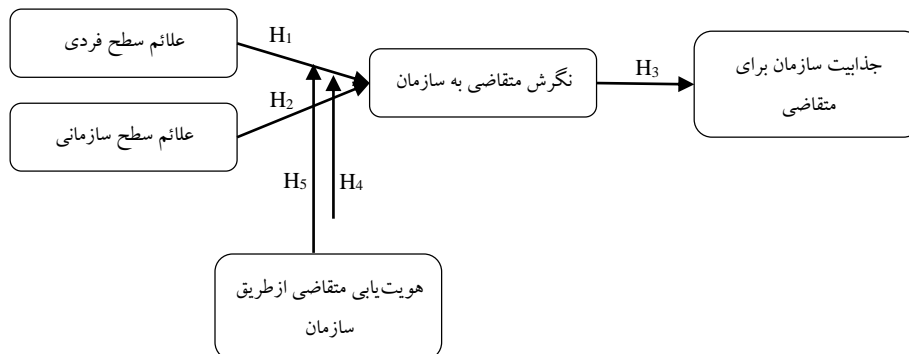 علائم سطح فردی
H1
نگرش متقاضی به سازمان
H3
جذابیت سازمان برای
متقاضی
علائم سطح سازمانی
H2
H5
H4
هویت‌یابی متقاضی ازطریق
سازمان